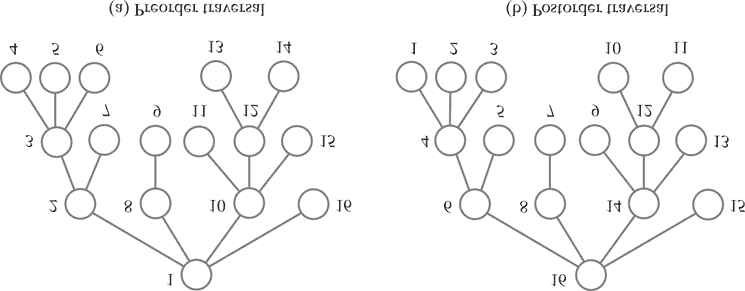 (a) Preorder traversal (b) Postorder traversal
4 5 6 13 14 1 2 3 10 11
7 9 11 12 5 7 9 12
3 15 4 13
2 8 10 16 6 8 14 15
1 16